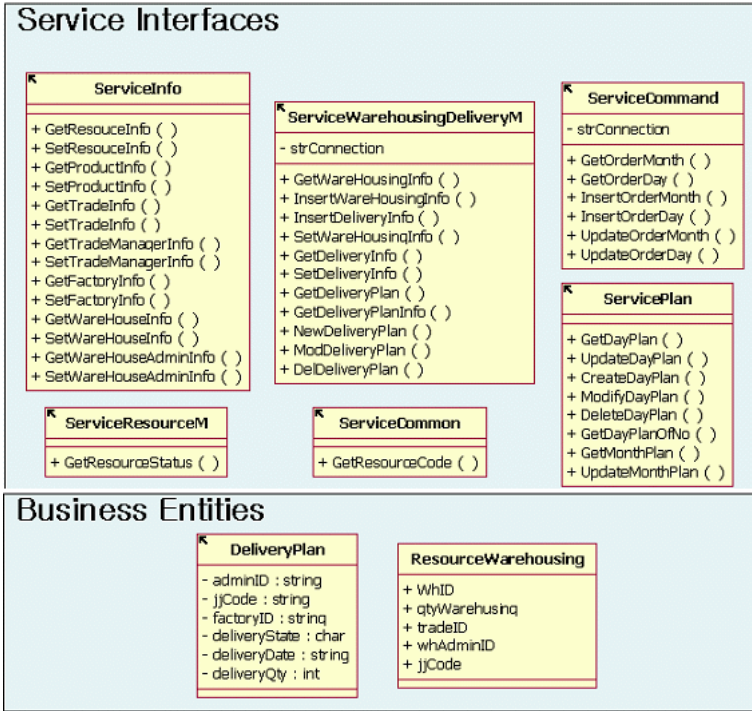 Service Interfaces
ServiceInfo
+ GetResouceInfo ( )
+ SetResouceInfo ( )
+ GetProductInfo ( )
+ SetProductInfo ( )
+ GetTradeInfo ( )
+ SetTradeInfo ( )
+ GetTradeManagerInfo ( )
+ SetTradeManagerInfo ( )
+ GetFactoryInfo ( )
+ SetFactoryInfo ( )
+ GetWareHouseInfo ( )
+ SetWareHouseInfo ( )
+ GetWareHouseAdminInfo ( )
+ SetWareHouseAdminInfo ( )
ServiceWarehousingDeliveryM
- strConnection
+ GetWareHousingInfo ( )
+ InsertWareHousingInfo ( )
+ InsertDeliveryInfo ( )
+ SetWareHousingInfo ( )
+ GetDeliveryInfo ( )
+ SetDeliveryInfo ( )
+ GetDeliveryPlan ( )
+ GetDeliveryPlanInfo ( )
+ NewDeliveryPlan ( )
+ ModDeliveryPlan ( )
+ DelDeliveryPlan ( )
ServiceCommand
- strConnection
+ GetOrderMonth ( )
+ GetOrderDay ( )
+ InsertOrderMonth ( )
+ InsertOrderDay ( )
+ UpdateOrderMonth ( )
+ UpdateOrderDay ( )
ServicePlan
+ GetDayPlan ( )
+ UpdateDayPlan ( )
+ CreateDayPlan ( )
+ ModifyDayPlan ( )
+ DeleteDayPlan ( )
+ GetDayPlanOfNo ( )
+ GetMonthPlan ( )
+ UpdateMonthPlan ( )
ServiceResourceM
+ GetResourceStatus ( )
ServiceCommon
+ GetResourceCode ( )
Business Entities
DeliveryPlan
- adminID : string
- jjCode : string
- factoryID : string
- deliveryState : char
- deliveryDate : string
- deliveryQty : int
ResourceWarehousing
+ WhID
+ qtyWarehusing
+ tradeID
+ whAdminID
+ jjCode